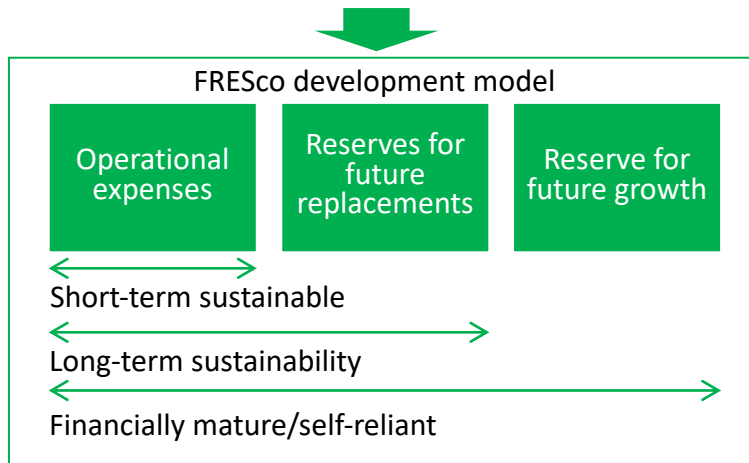 FRESco development model
Operational
expenses
Reserves for
future
replacements
Reserve for
future growth
Short-term sustainable
Long-term sustainability
Financially mature/self-reliant